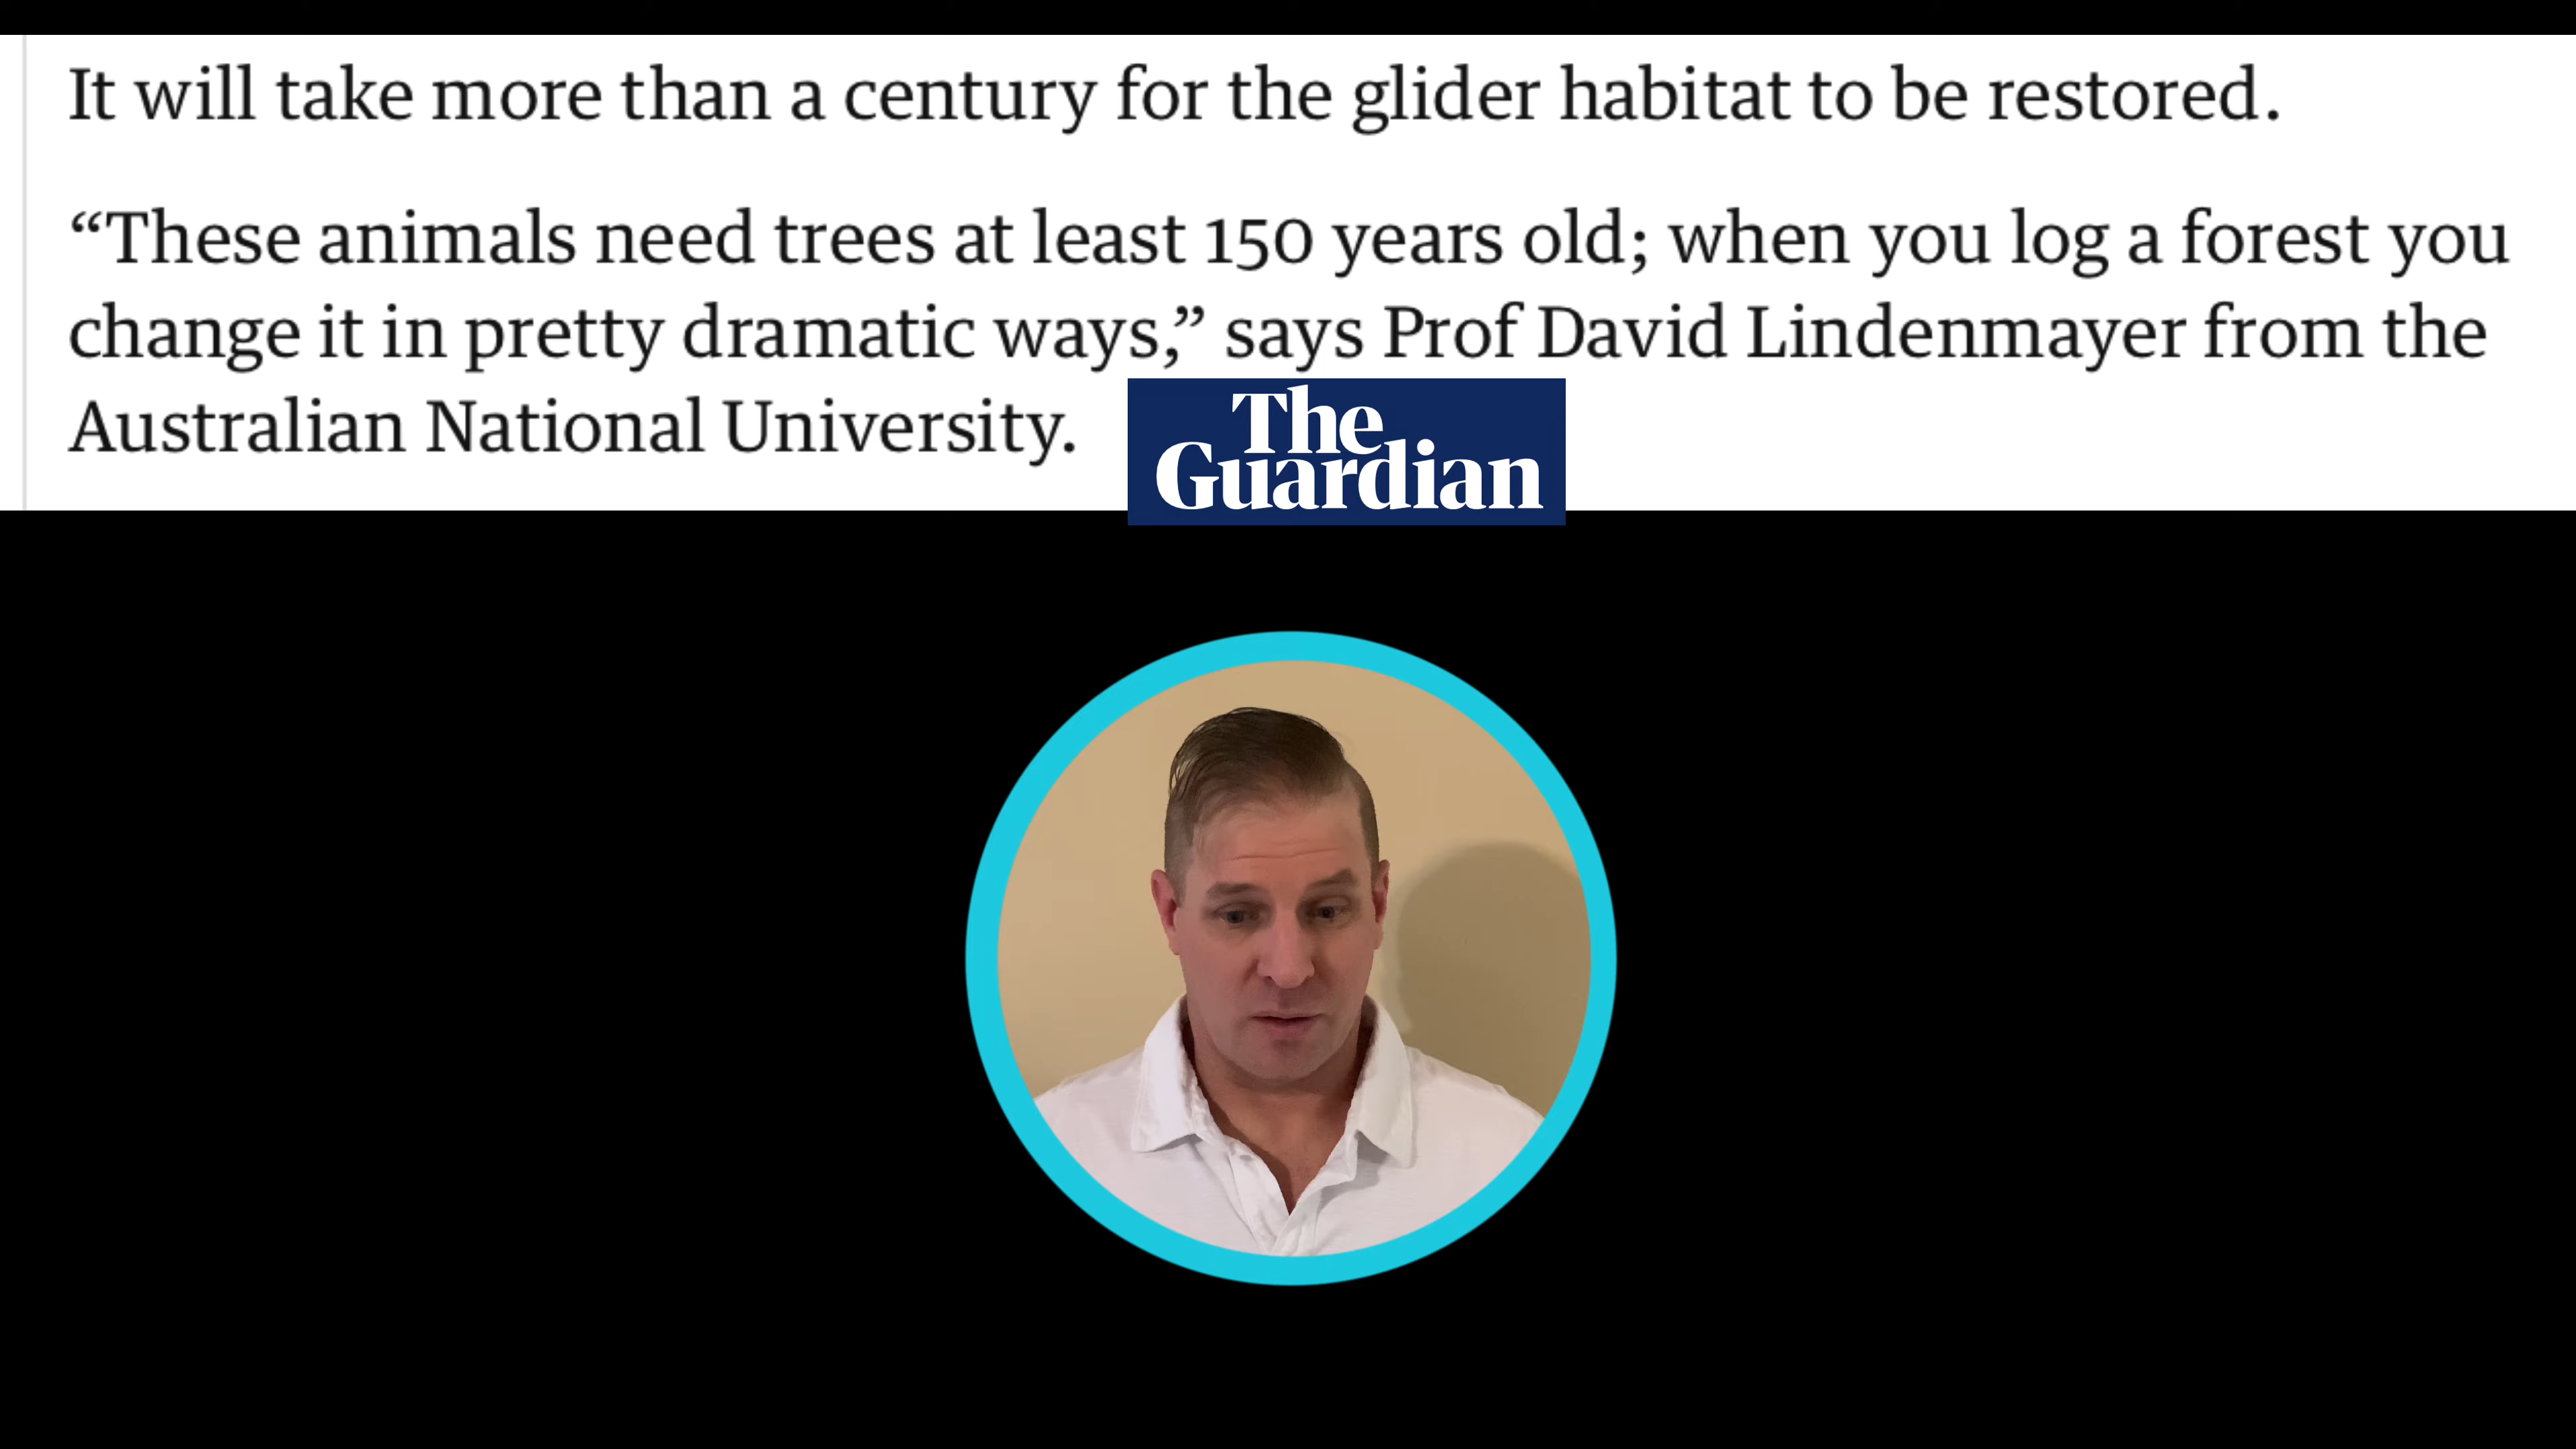 It will take more than a century for the glider habitat to be restored.
“These animals need trees at least 150 years old; when you log a forest you
change it in pretty dramatic ways,” says Prof David Lindenmayer from the
Australian National University.
The
Guardian